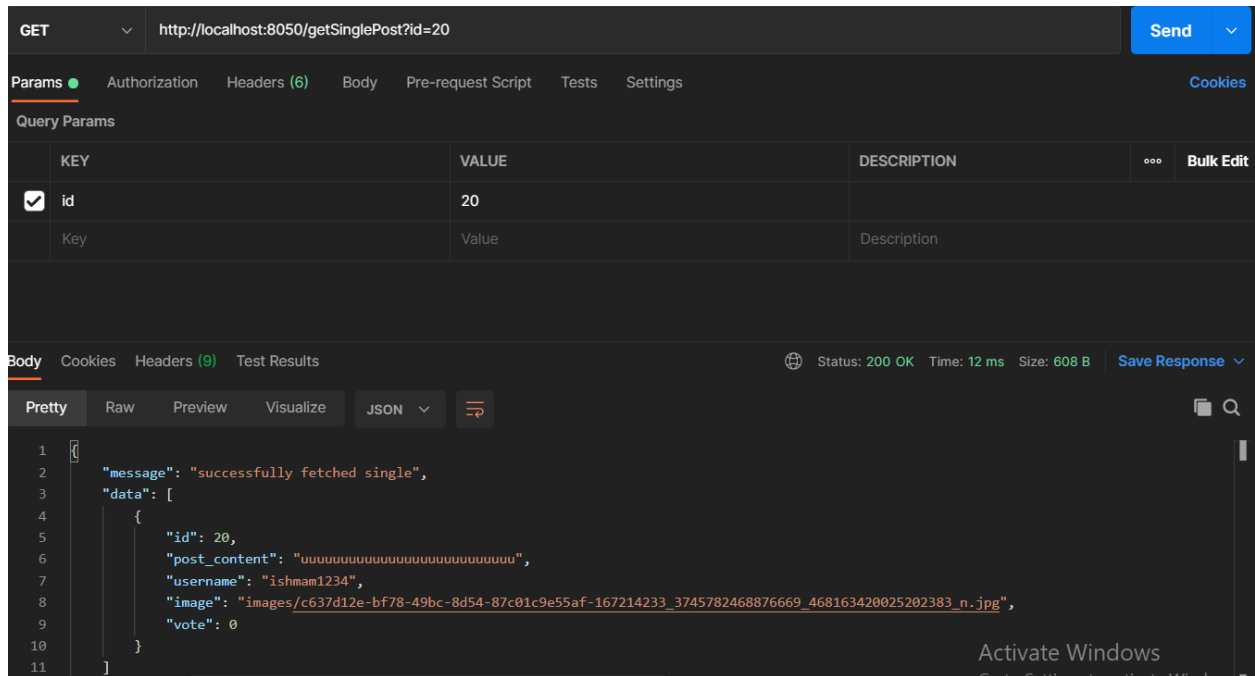 GET http://localhost:8050/getSinglePost?id=20 Send
Params Authorization Headers (6) Body Pre-request Script Tests Settings Cookies
Query Params
KEY VALUE DESCRIPTION ooo Bulk Edit
id 20
Key Value Description
Body Cookies Headers (9) Test Results Status: 200 OK Time: 12 ms Size: 608 B Save Response
Pretty Raw Preview Visualize JSON
1 {
2 "message": "successfully fetched single",
3 "data": [
4 {
5 "id": 20,
6 "post_content": "uuuuuuuuuuuuuuuuuuuuuuuuuuuu",
7 "username": "ishmam1234",
8 "image": "images/c637d12e-bf78-49bc-8d54-87c01c9e55af-167214233_3745782468876669_468163420025202383_n.jpg",
9 "vote": 0
10 }
11 ]
Activate Windows